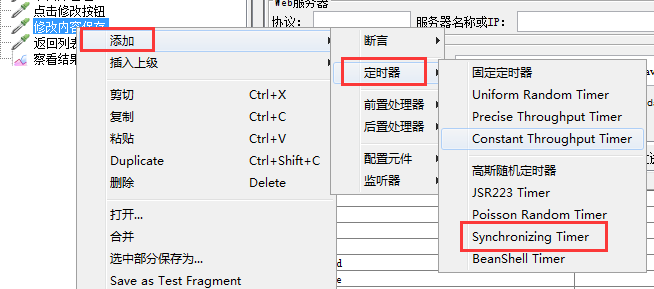 点击修改按钮
修改内容保存
返回列表
察看结果
Web服务器
协议：
服务器名称或IP:
添加
插入上级
剪切 Ctrl+X
复制 Ctrl+C
粘贴 Ctrl+V
Duplicate Ctrl+Shift+C
删除 Delete
打开...
合并
选中部分保存为...
Save as Test Fragment
断言
定时器
前置处理器
后置处理器
配置元件
监听器
固定定时器
Uniform Random Timer
Precise Throughput Timer
Constant Throughput Timer
高斯随机定时器
JSR223 Timer
Poisson Random Timer
Synchronizing Timer
BeanShell Timer